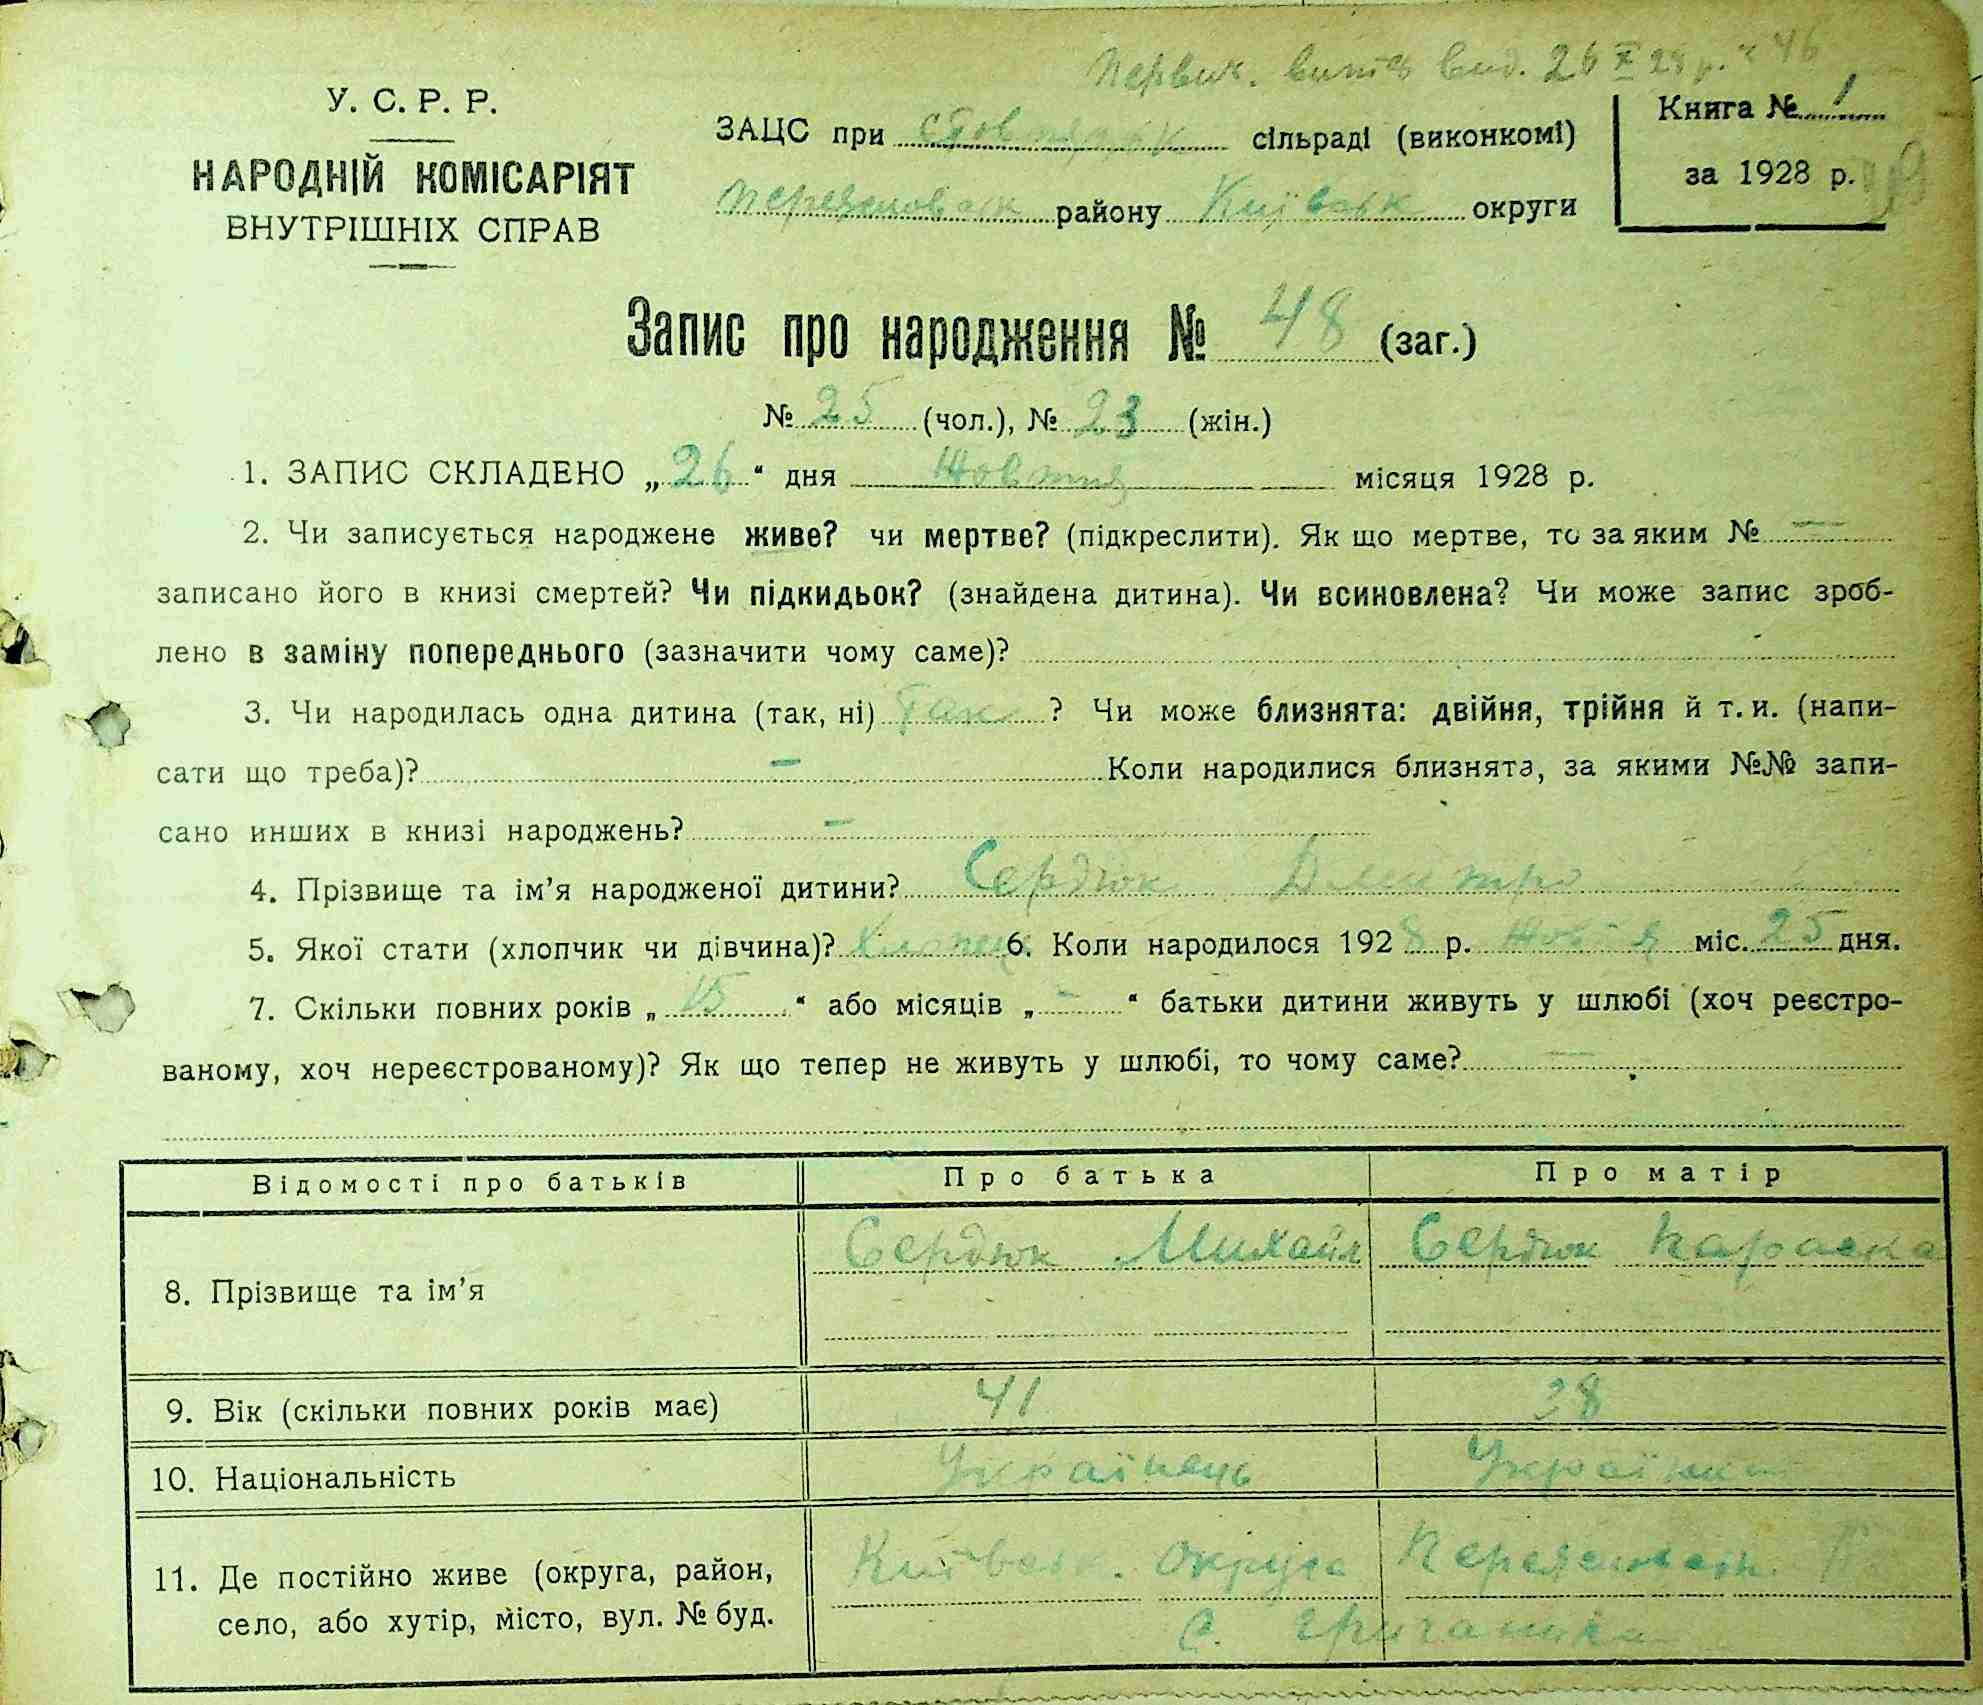 Первик. витяг вид. 26 X 28 р. № 46
У. С. Р. Р.
НАРОДНІЙ КОМІСАРІЯТ
ВНУТРІШНІХ СПРАВ
ЗАЦС при сільраді (виконкомі)
Переяславськ району Київськ округи
Книга № 1
за 1928 р.
Запис про народження № 48 (заг.)
№ 25 (чол.), № 23 (жін.)
1. ЗАПИС СКЛАДЕНО „26“ дня Жовтня місяця 1928 р.
2. Чи записується народжене живе? чи мертве? (підкреслити). Як що мертве, то за яким № —
записано його в книзі смертей? Чи підкидьок? (знайдена дитина). Чи всиновлена? Чи може запис зроб-
лено в заміну попереднього (зазначити чому саме)?
3. Чи народилась одна дитина (так, ні) Так ? Чи може близнята: двійня, трійня й т. и. (напи-
сати що треба)? — Коли народилися близнята, за якими №№ запи-
сано инших в книзі народжень? —
4. Прізвище та ім’я народженої дитини? Сердюк Дмитро
5. Якої стати (хлопчик чи дівчина)? Хлопець 6. Коли народилося 1928 р. міс. 25 дня.
7. Скільки повних років „15“ або місяців „-“ батьки дитини живуть у шлюбі (хоч реєстро-
ваному, хоч нереєстрованому)? Як що тепер не живуть у шлюбі, то чому саме? —
Відомості про батьків Про батька Про матір
8. Прізвище та ім’я Сердюк Михайло Сердюк Параска
9. Вік (скільки повних років має) 41 38
10. Національність Українець Українка
11. Де постійно живе (округа, район, Київськ. округа Переяславськ.
село, або хутір, місто, вул. № буд. с.